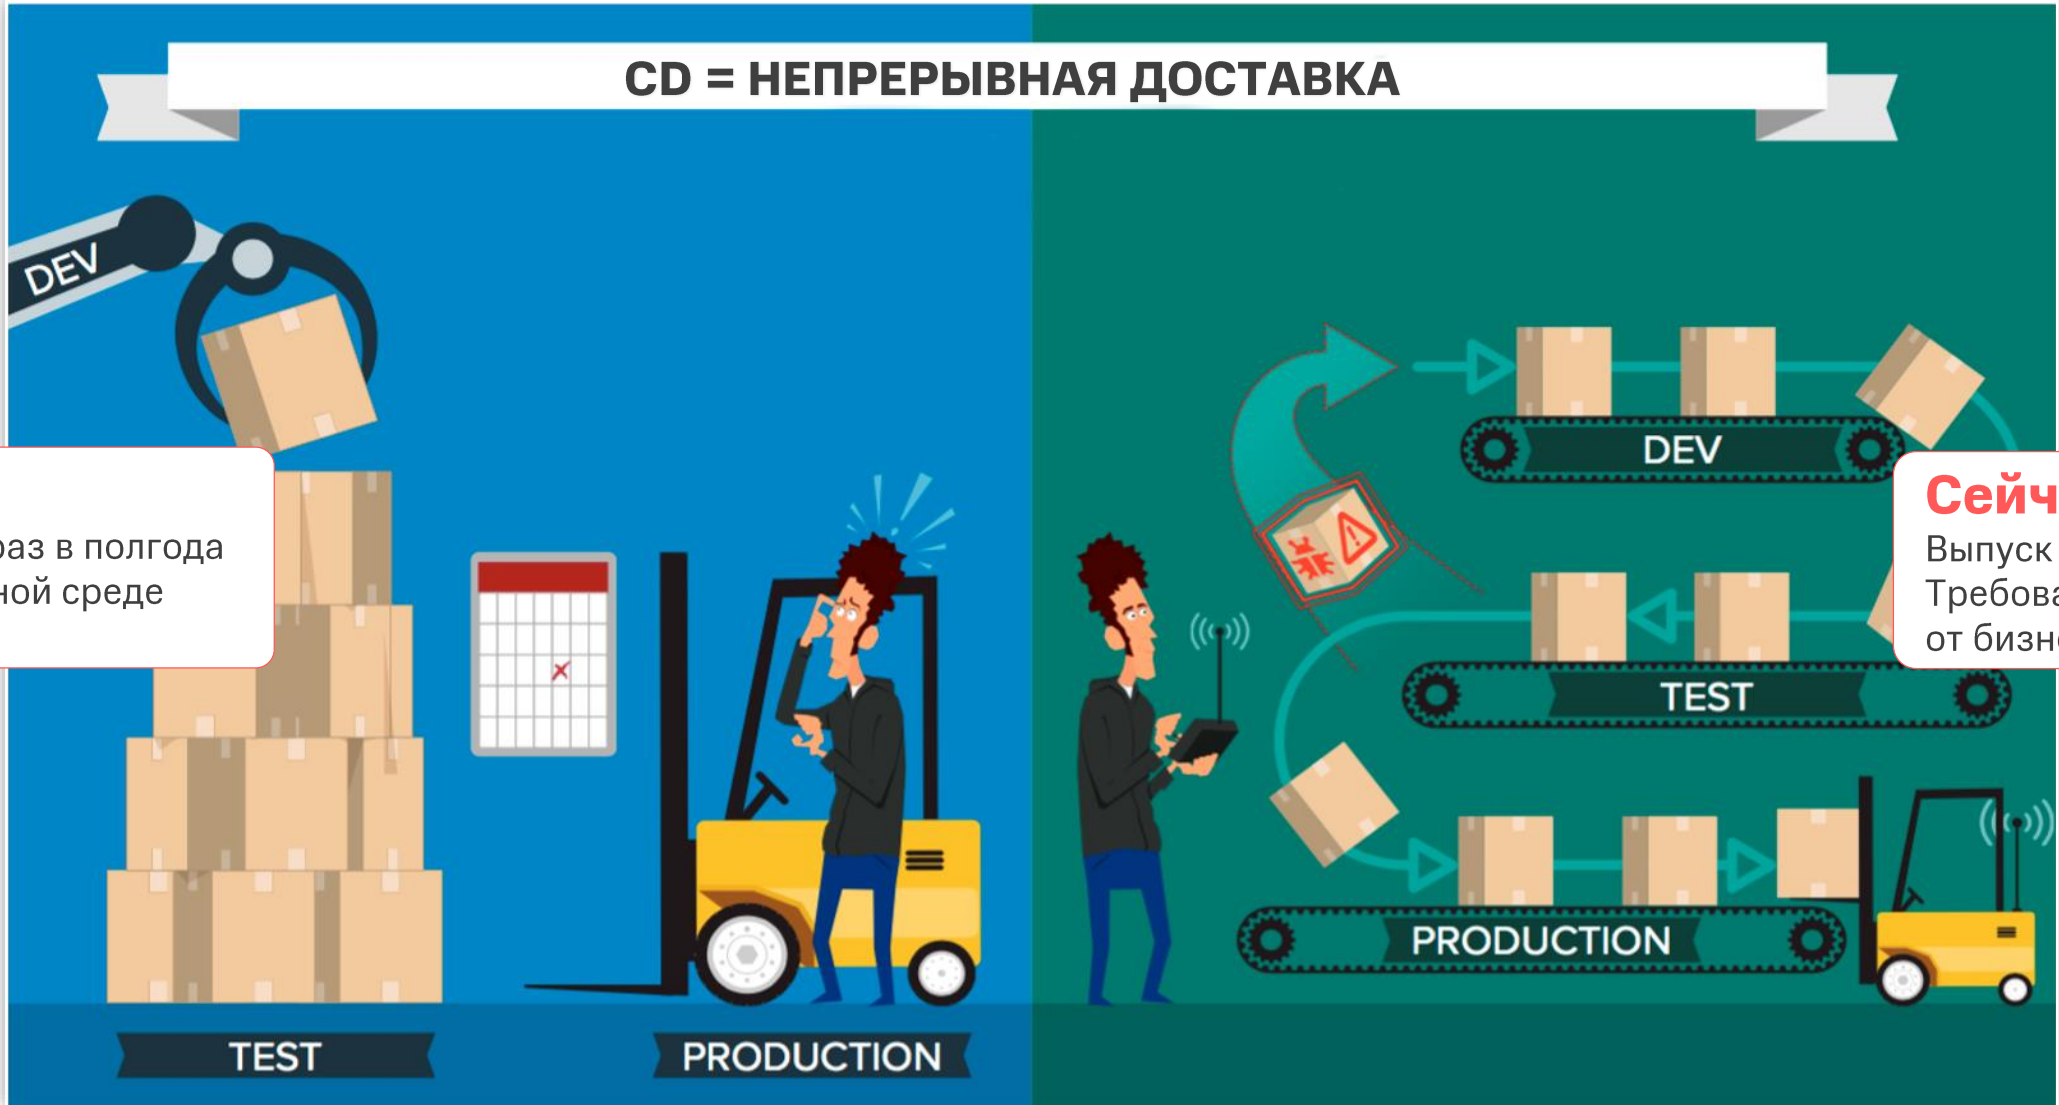 CD = НЕПРЕРЫВНАЯ ДОСТАВКА
DEV
раз в полгода
ной среде
TEST
PRODUCTION
DEV
Сейч
Выпуск
Требова
от бизн
TEST
PRODUCTION